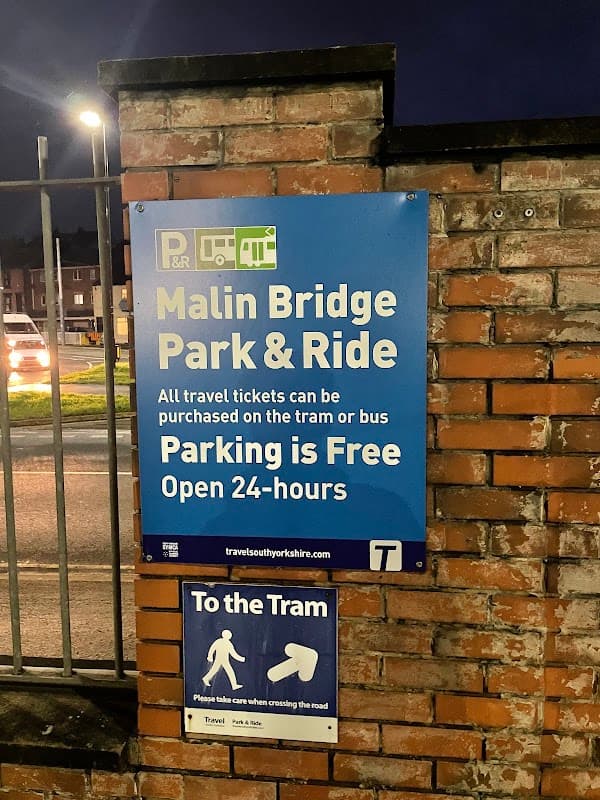 P
&R
Malin Bridge
Park & Ride
All travel tickets can be
purchased on the tram or bus
Parking is Free
Open 24-hours
SYMCA
travelsouthyorkshire.com
T
To the Tram
Please take care when crossing the road
Travel Park & Ride